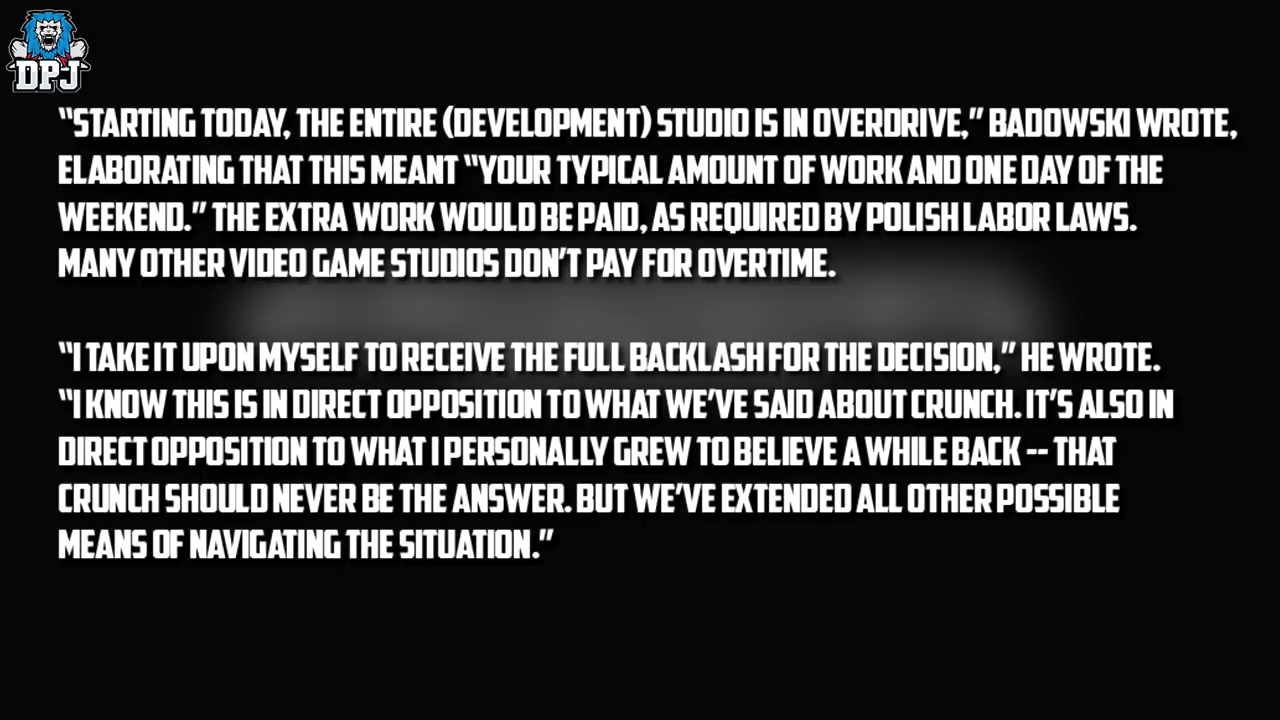 DPJ
"STARTING TODAY, THE ENTIRE (DEVELOPMENT) STUDIO IS IN OVERDRIVE," BADOWSKI WROTE,
ELABORATING THAT THIS MEANT "YOUR TYPICAL AMOUNT OF WORK AND ONE DAY OF THE
WEEKEND." THE EXTRA WORK WOULD BE PAID, AS REQUIRED BY POLISH LABOR LAWS.
MANY OTHER VIDEO GAME STUDIOS DON'T PAY FOR OVERTIME.
"I TAKE IT UPON MYSELF TO RECEIVE THE FULL BACKLASH FOR THE DECISION," HE WROTE.
"I KNOW THIS IS IN DIRECT OPPOSITION TO WHAT WE'VE SAID ABOUT CRUNCH. IT'S ALSO IN
DIRECT OPPOSITION TO WHAT I PERSONALLY GREW TO BELIEVE A WHILE BACK -- THAT
CRUNCH SHOULD NEVER BE THE ANSWER. BUT WE'VE EXTENDED ALL OTHER POSSIBLE
MEANS OF NAVIGATING THE SITUATION."